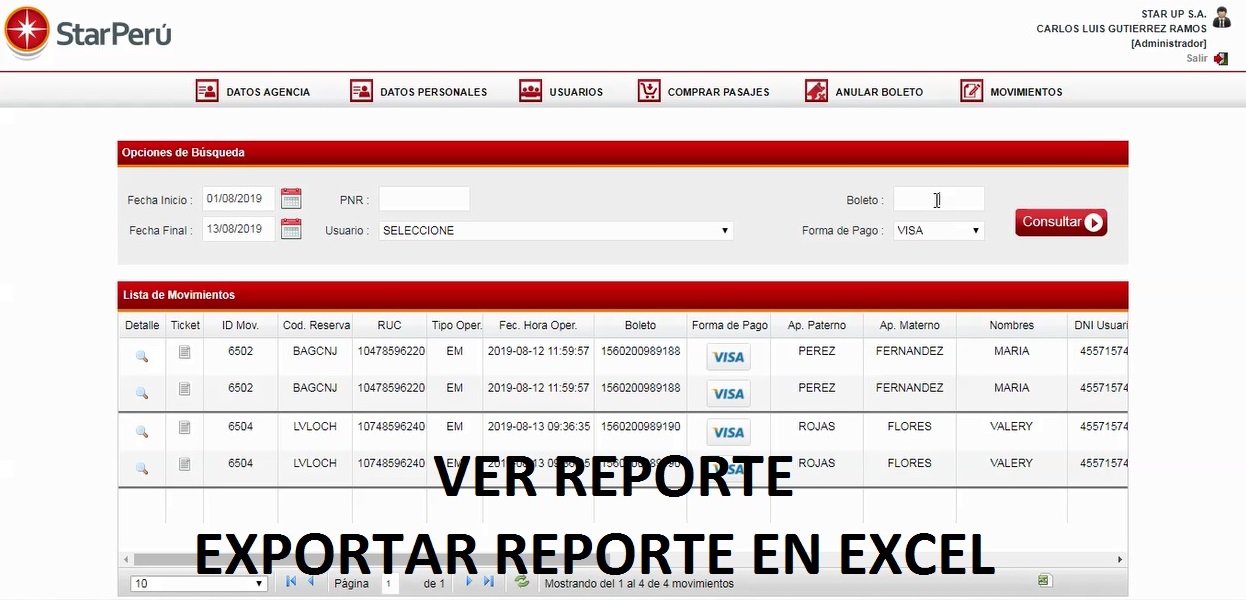 StarPerú
STAR UP S.A.
CARLOS LUIS GUTIERREZ RAMOS
[Administrador]
Salir
DATOS AGENCIA DATOS PERSONALES USUARIOS COMPRAR PASAJES ANULAR BOLETO MOVIMIENTOS
Opciones de Búsqueda
Fecha Inicio : 01/08/2019 PNR : Boleto :
Fecha Final : 13/08/2019 Usuario : SELECCIONE Forma de Pago : VISA
Consultar
Lista de Movimientos
Detalle Ticket ID Mov. Cod. Reserva RUC Tipo Oper. Fec. Hora Oper. Boleto Forma de Pago Ap. Paterno Ap. Materno Nombres DNI Usuari
6502 BAGCNJ 10478596220 EM 2019-08-12 11:59:57 1560200989188 VISA PEREZ FERNANDEZ MARIA 45571574
6502 BAGCNJ 10478596220 EM 2019-08-12 11:59:57 1560200989188 VISA PEREZ FERNANDEZ MARIA 45571574
6504 LVLOCH 10748596240 EM 2019-08-13 09:36:35 1560200989190 VISA ROJAS FLORES VALERY 45571574
6504 LVLOCH 10748596240 ROJAS FLORES VALERY 45571574
VER REPORTE
EXPORTAR REPORTE EN EXCEL
10 Página 1 de 1 Mostrando del 1 al 4 de 4 movimientos